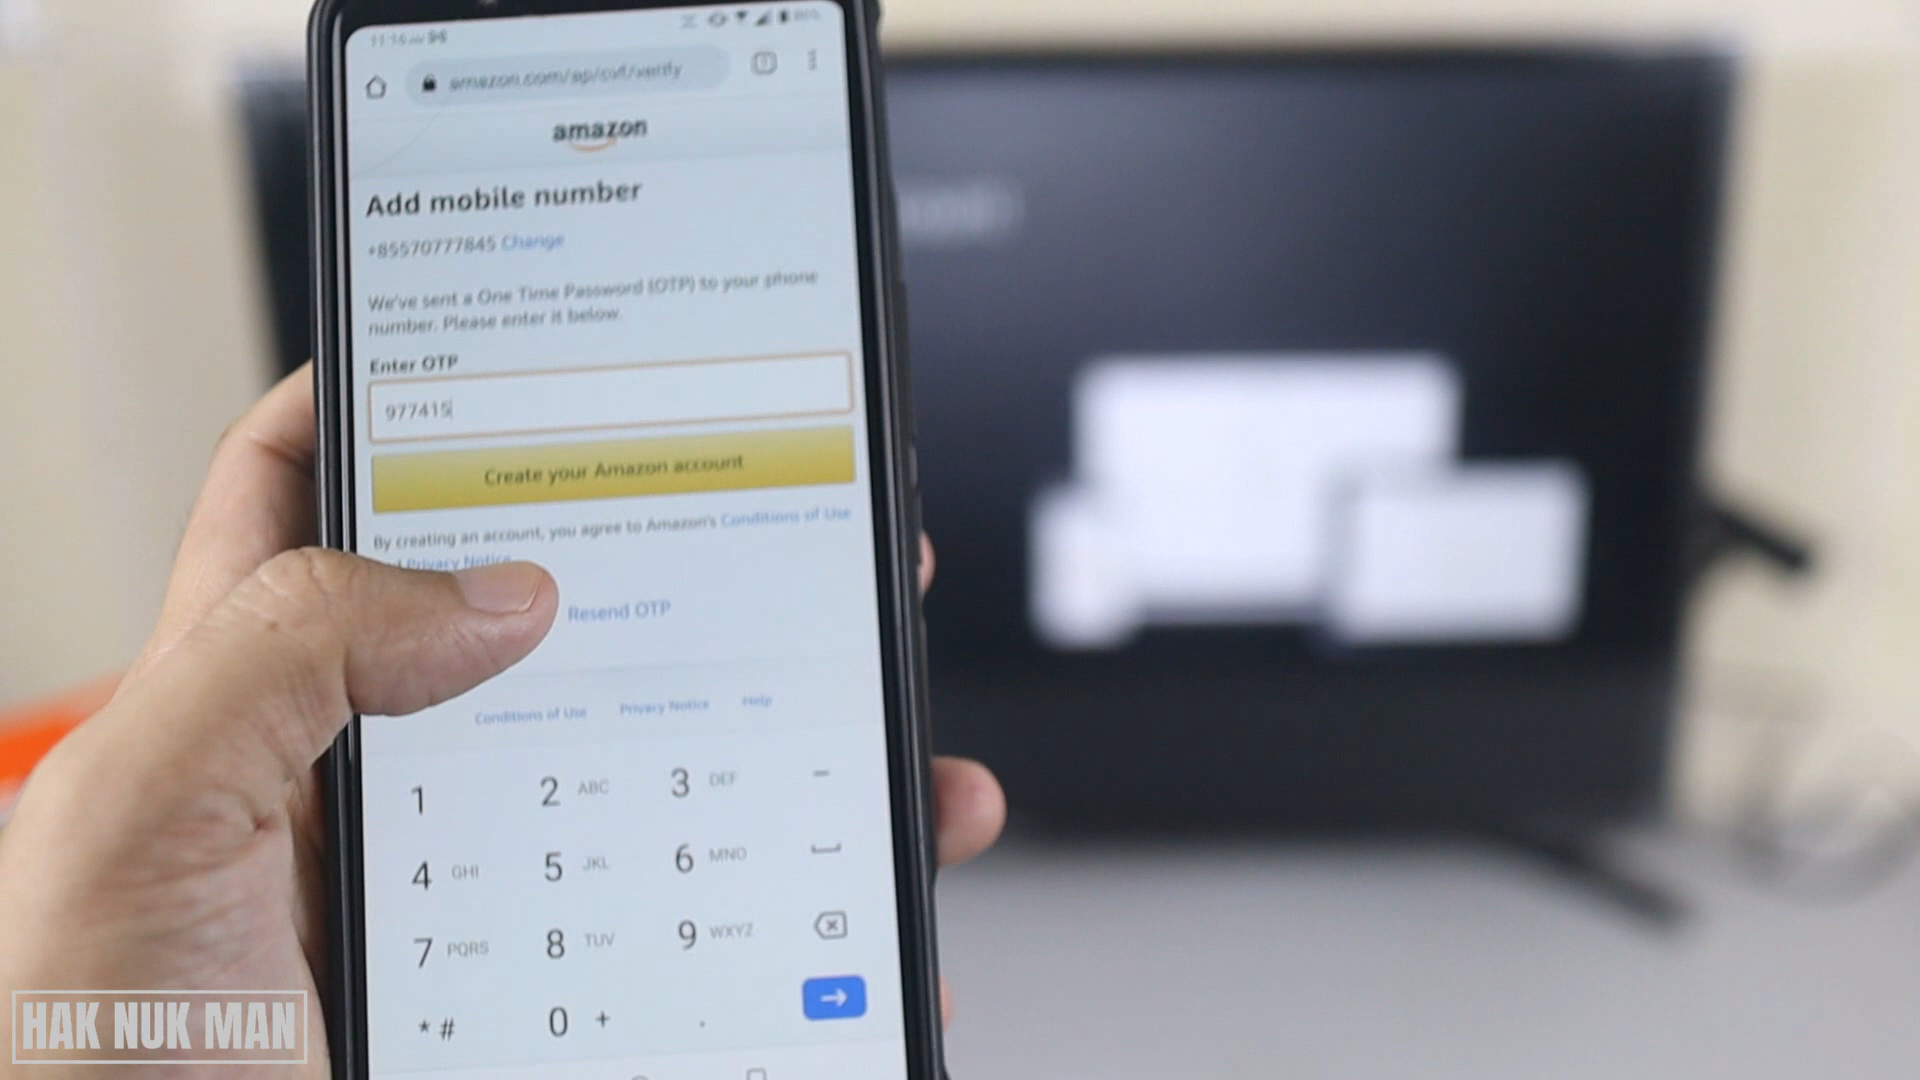 11:16 AM
amazon.com/ap/cvf/verify
amazon
Add mobile number
+85570777845 Change
We've sent a One Time Password (OTP) to your phone
number. Please enter it below.
Enter OTP
977415
Create your Amazon account
By creating an account, you agree to Amazon's Conditions of Use
Privacy Notice
Resend OTP
Conditions of Use Privacy Notice Help
1 2 ABC 3 DEF -
4 GHI 5 JKL 6 MNO
7 PQRS 8 TUV 9 WXYZ
* # 0 + .
HAK NUK MAN